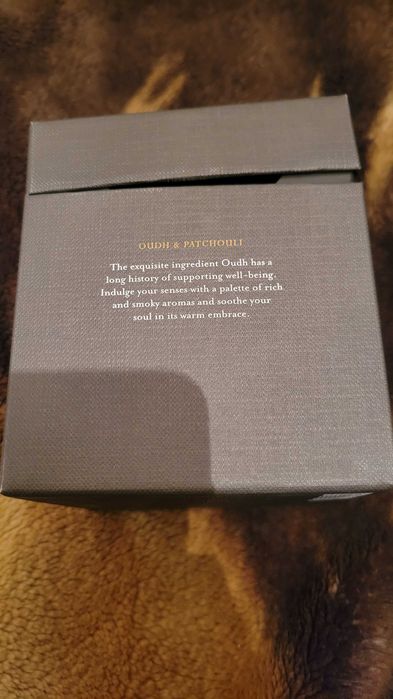 OUDH & PATCHOULI
The exquisite ingredient Oudh has a
long history of supporting well-being.
Indulge your senses with a palette of rich
and smoky aromas and soothe your
soul in its warm embrace.